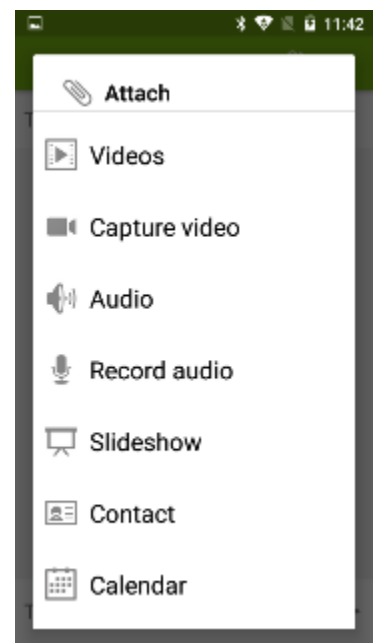 11:42
Attach
Videos
Capture video
Audio
Record audio
Slideshow
Contact
Calendar